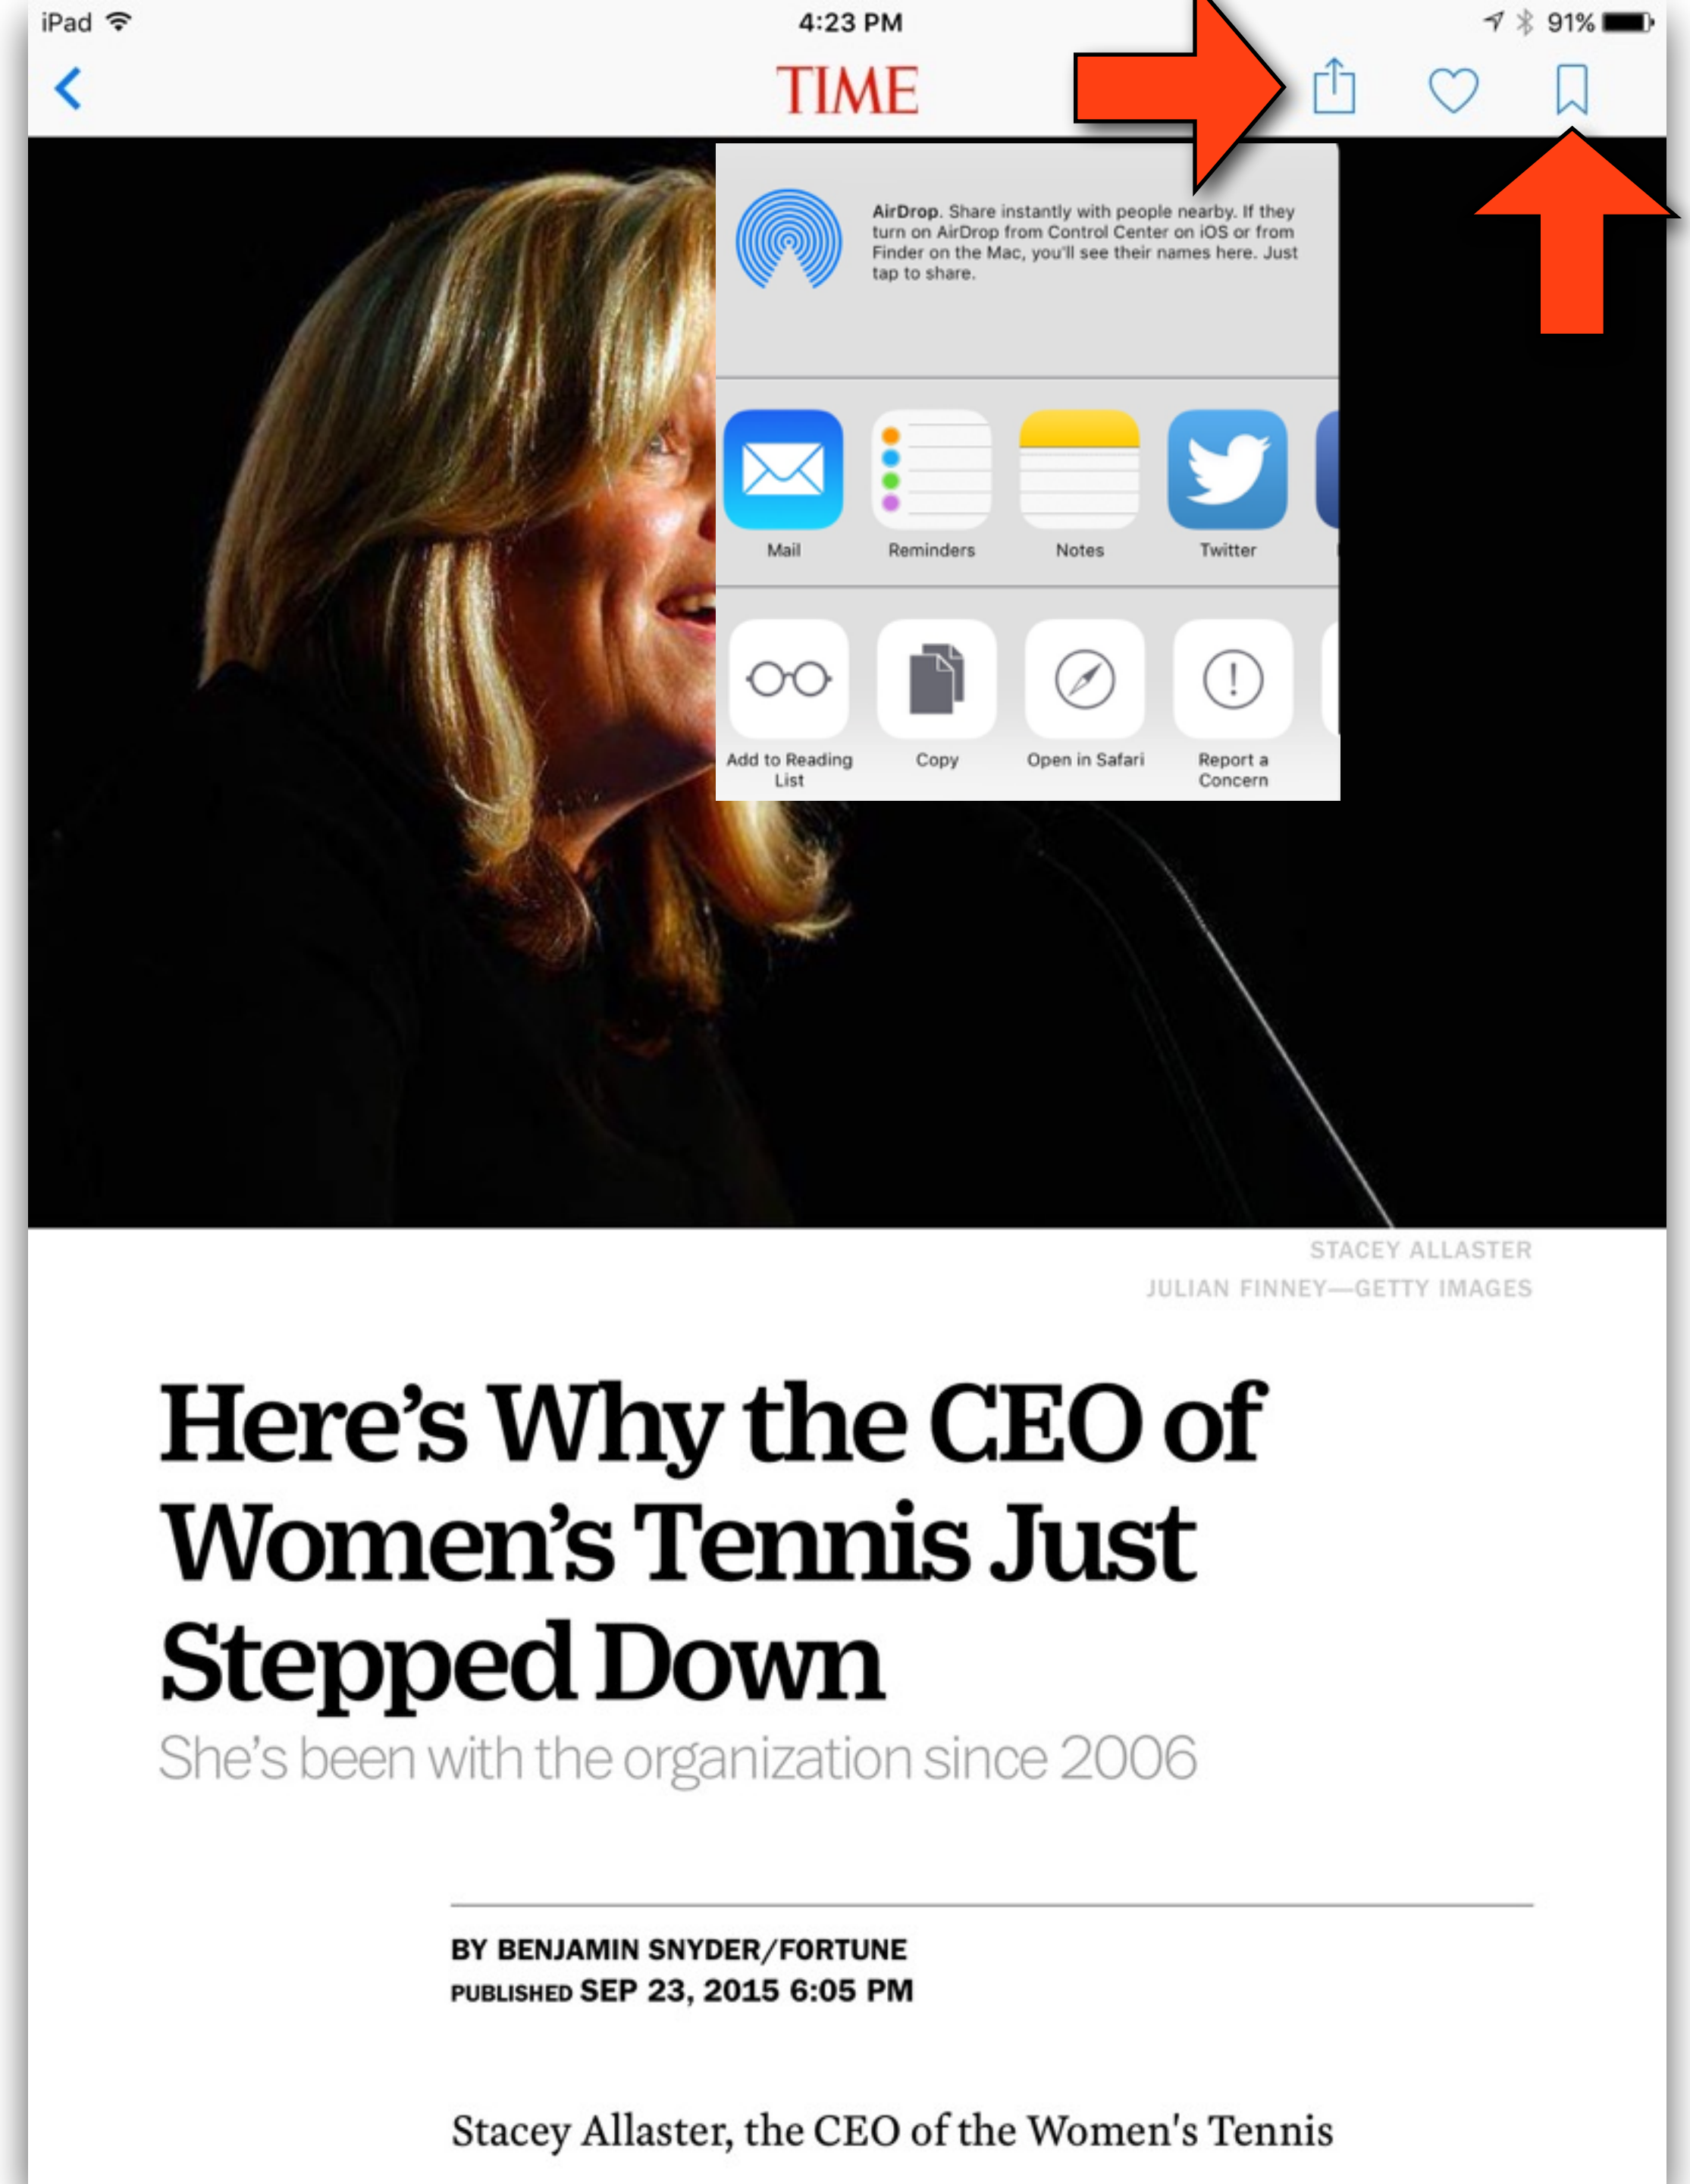 iPad 4:23 PM 91%
TIME
AirDrop. Share instantly with people nearby. If they
turn on AirDrop from Control Center on iOS or from
Finder on the Mac, you'll see their names here. Just
tap to share.
Mail Reminders Notes Twitter
Add to Reading List Copy Open in Safari Report a Concern
STACEY ALLASTER
JULIAN FINNEY—GETTY IMAGES
Here's Why the CEO of
Women's Tennis Just
Stepped Down
She's been with the organization since 2006
BY BENJAMIN SNYDER/FORTUNE
PUBLISHED SEP 23, 2015 6:05 PM
Stacey Allaster, the CEO of the Women's Tennis